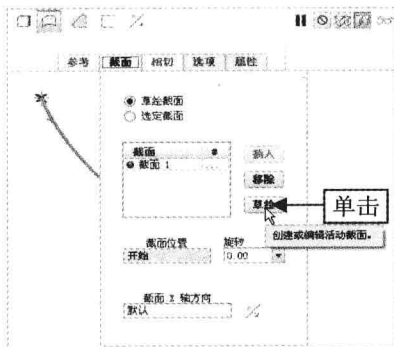 参考 截面 相切 选项 属性
草绘截面
选定截面
截面 #
截面 1
插入
移除
草绘
单击
创建或编辑活动截面。
截面位置 旋转
开始 0.00
截面 X 轴方向
默认